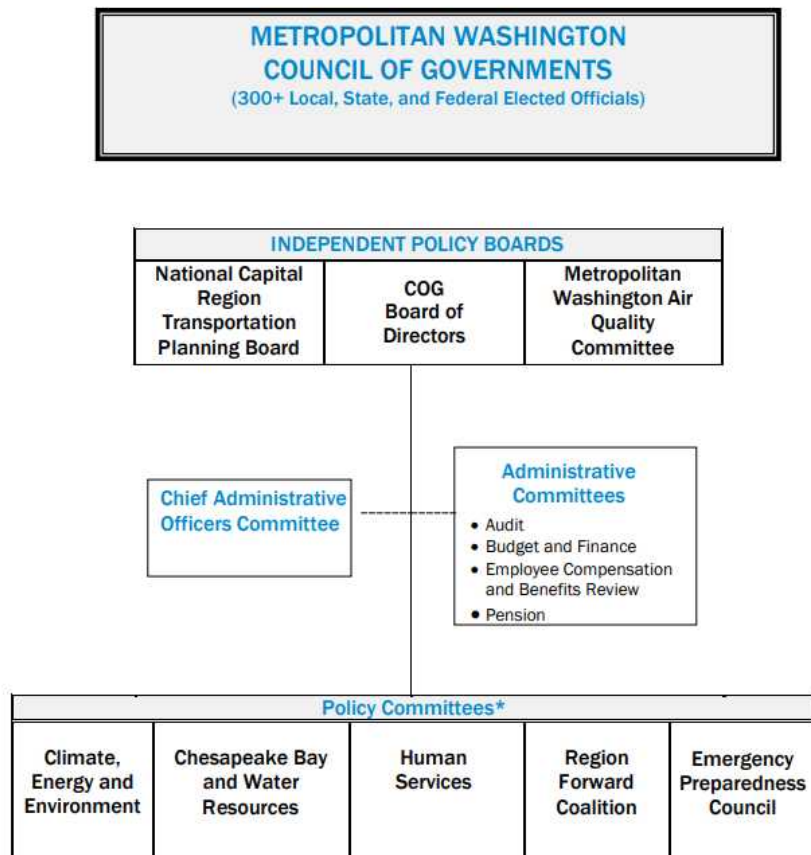 METROPOLITAN WASHINGTON
COUNCIL OF GOVERNMENTS
(300+ Local, State, and Federal Elected Officials)
INDEPENDENT POLICY BOARDS
National Capital
Region
Transportation
Planning Board
COG
Board of
Directors
Metropolitan
Washington Air
Quality
Committee
Chief Administrative
Officers Committee
Administrative
Committees
• Audit
• Budget and Finance
• Employee Compensation
and Benefits Review
• Pension
Policy Committees*
Climate,
Energy and
Environment
Chesapeake Bay
and Water
Resources
Human
Services
Region
Forward
Coalition
Emergency
Preparedness
Council